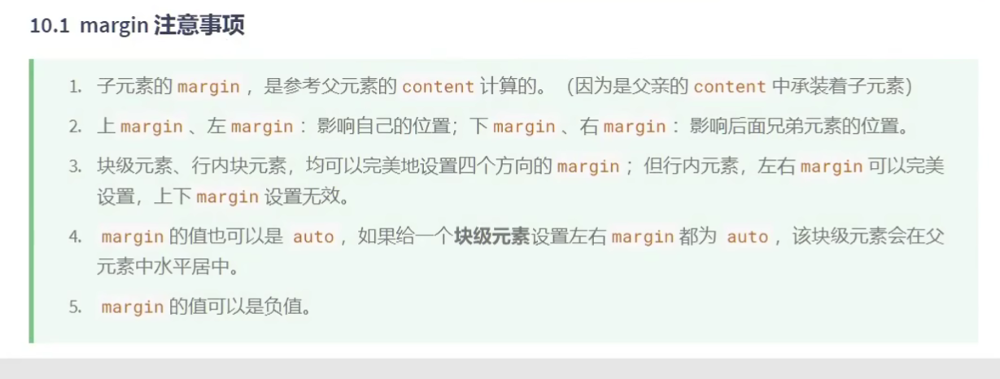 10.1 margin 注意事项
1. 子元素的 margin ，是参考父元素的 content 计算的。（因为是父亲的 content 中承装着子元素）
2. 上 margin 、左 margin ：影响自己的位置；下 margin 、右 margin ：影响后面兄弟元素的位置。
3. 块级元素、行内块元素，均可以完美地设置四个方向的 margin ；但行内元素，左右 margin 可以完美
设置，上下 margin 设置无效。
4. margin 的值也可以是 auto ，如果给一个块级元素设置左右 margin 都为 auto ，该块级元素会在父
元素中水平居中。
5. margin 的值可以是负值。